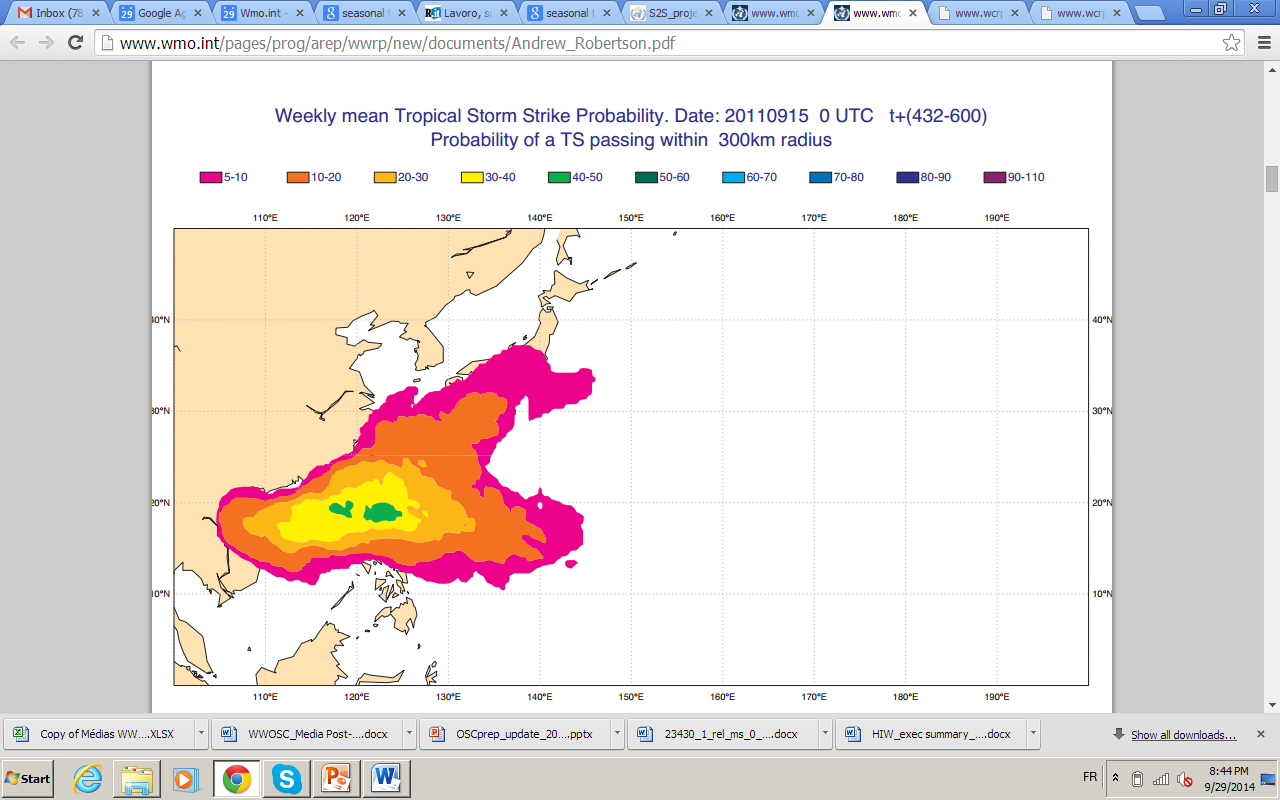 Inbox (78
Google Ag
Wmo.int -
seasonal t
Lavoro, sc
seasonal t
S2S_proje
www.wmo
www.wmo
www.wcrp
www.wcrp
www.wmo.int/pages/prog/arep/wwrp/new/documents/Andrew_Robertson.pdf
Weekly mean Tropical Storm Strike Probability. Date: 20110915 0 UTC t+(432-600)
Probability of a TS passing within 300km radius
5-10 10-20 20-30 30-40 40-50 50-60 60-70 70-80 80-90 90-110
110°E 120°E 130°E 140°E 150°E 160°E 170°E 180°E 190°E
40°N 40°N
30°N 30°N
20°N 20°N
10°N 10°N
110°E 120°E 130°E 140°E 150°E 160°E 170°E 180°E 190°E
Copy of Médias WW....XLSX
WWOSC_Media Post-...docx
OSCprep_update_20....pptx
23430_1_rel_ms_0_....docx
HIW_exec summary_...docx
Show all downloads...
Start
FR
8:44 PM
9/29/2014